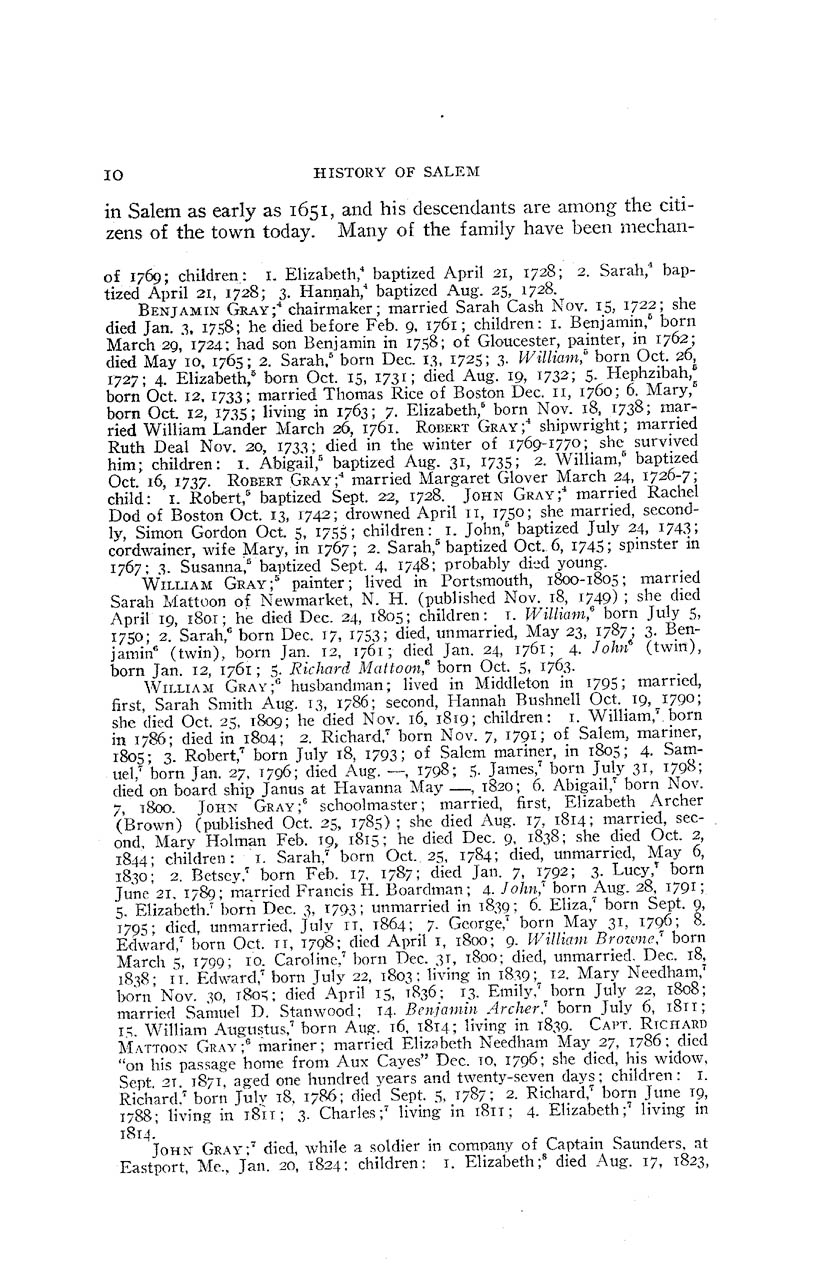 10 HISTORY OF SALEM
in Salem as early as 1651, and his descendants are among the citi-
zens of the town today. Many of the family have been mechan-
of 1769; children: 1. Elizabeth,⁴ baptized April 21, 1728; 2. Sarah,⁴ bap-
tized April 21, 1728; 3. Hannah,⁴ baptized Aug. 25, 1728.
BENJAMIN GRAY;⁴ chairmaker; married Sarah Cash Nov. 15, 1722; she
died Jan. 3, 1758; he died before Feb. 9, 1761; children: 1. Benjamin,⁵ born
March 29, 1724; had son Benjamin in 1758; of Gloucester, painter, in 1762;
died May 10, 1765; 2. Sarah,⁵ born Dec. 13, 1725; 3. William,⁵ born Oct. 26,
1727; 4. Elizabeth,⁵ born Oct. 15, 1731; died Aug. 19, 1732; 5. Hephzibah,⁵
born Oct. 12, 1733; married Thomas Rice of Boston Dec. 11, 1760; 6. Mary,⁵
born Oct. 12, 1735; living in 1763; 7. Elizabeth,⁵ born Nov. 18, 1738; mar-
ried William Lander March 26, 1761. ROBERT GRAY;⁴ shipwright; married
Ruth Deal Nov. 20, 1733; died in the winter of 1769-1770; she survived
him; children: 1. Abigail,⁵ baptized Aug. 31, 1735; 2. William,⁵ baptized
Oct. 16, 1737. ROBERT GRAY;⁴ married Margaret Glover March 24, 1726-7;
child: 1. Robert,⁵ baptized Sept. 22, 1728. JOHN GRAY;⁴ married Rachel
Dod of Boston Oct. 13, 1742; drowned April 11, 1750; she married, second-
ly, Simon Gordon Oct. 5, 1755; children: 1. John,⁵ baptized July 24, 1743;
cordwainer, wife Mary, in 1767; 2. Sarah,⁵ baptized Oct. 6, 1745; spinster in
1767; 3. Susanna,⁵ baptized Sept. 4, 1748; probably died young.
WILLIAM GRAY;⁵ painter; lived in Portsmouth, 1800-1805; married
Sarah Mattoon of Newmarket, N. H. (published Nov. 18, 1749); she died
April 19, 1801; he died Dec. 24, 1805; children: 1. William,⁶ born July 5,
1750; 2. Sarah,⁶ born Dec. 17, 1753; died, unmarried, May 23, 1787; 3. Ben-
jamin⁶ (twin), born Jan. 12, 1761; died Jan. 24, 1761; 4. John⁶ (twin),
born Jan. 12, 1761; 5. Richard Mattoon,⁶ born Oct. 5, 1763.
WILLIAM GRAY;⁶ husbandman; lived in Middleton in 1795; married,
first, Sarah Smith Aug. 13, 1786; second, Hannah Bushnell Oct. 19, 1790;
she died Oct. 25, 1809; he died Nov. 16, 1819; children: 1. William,⁷ born
in 1786; died in 1804; 2. Richard,⁷ born Nov. 7, 1791; of Salem, mariner,
1805; 3. Robert,⁷ born July 18, 1793; of Salem mariner, in 1805; 4. Sam-
uel,⁷ born Jan. 27, 1796; died Aug. —, 1798; 5. James,⁷ born July 31, 1798;
died on board ship Janus at Havanna May —, 1820; 6. Abigail,⁷ born Nov.
7, 1800. JOHN GRAY;⁶ schoolmaster; married, first, Elizabeth Archer
(Brown) (published Oct. 25, 1785); she died Aug. 17, 1814; married, sec-
ond, Mary Holman Feb. 19, 1815; he died Dec. 9, 1838; she died Oct. 2,
1844; children: 1. Sarah,⁷ born Oct. 25, 1784; died, unmarried, May 6,
1830; 2. Betsey,⁷ born Feb. 17, 1787; died Jan. 7, 1792; 3. Lucy,⁷ born
June 21, 1789; married Francis H. Boardman; 4. John,⁷ born Aug. 28, 1791;
5. Elizabeth,⁷ born Dec. 3, 1793; unmarried in 1839; 6. Eliza,⁷ born Sept. 9,
1795; died, unmarried, July 11, 1864; 7. George,⁷ born May 31, 1796; 8.
Edward,⁷ born Oct. 11, 1798; died April 1, 1800; 9. William Browne,⁷ born
March 5, 1799; 10. Caroline,⁷ born Dec. 31, 1800; died, unmarried, Dec. 18,
1838; 11. Edward,⁷ born July 22, 1803; living in 1839; 12. Mary Needham,⁷
born Nov. 30, 1805; died April 15, 1836; 13. Emily,⁷ born July 22, 1808;
married Samuel D. Stanwood; 14. Benjamin Archer,⁷ born July 6, 1811;
15. William Augustus,⁷ born Aug. 16, 1814; living in 1839. CAPT. RICHARD
MATTOON GRAY;⁶ mariner; married Elizabeth Needham May 27, 1786; died
"on his passage home from Aux Cayes" Dec. 10, 1796; she died, his widow,
Sept. 21, 1871, aged one hundred years and twenty-seven days; children: 1.
Richard,⁷ born July 18, 1786; died Sept. 5, 1787; 2. Richard,⁷ born June 19,
1788; living in 1811; 3. Charles;⁷ living in 1811; 4. Elizabeth;⁷ living in
1814.
JOHN GRAY;⁷ died, while a soldier in company of Captain Saunders, at
Eastport, Me., Jan. 20, 1824; children: 1. Elizabeth;⁸ died Aug. 17, 1823,